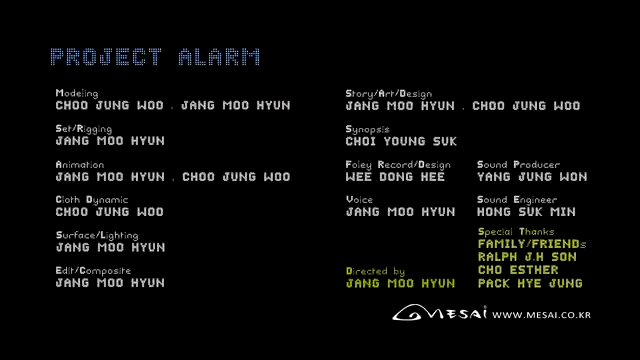 PROJECT ALARM
Modeling
CHOO JUNG WOO . JANG MOO HYUN
Set/Rigging
JANG MOO HYUN
Animation
JANG MOO HYUN . CHOO JUNG WOO
Cloth Dynamic
CHOO JUNG WOO
Surface/Lighting
JANG MOO HYUN
Edit/Composite
JANG MOO HYUN
Story/Art/Design
JANG MOO HYUN . CHOO JUNG WOO
Synopsis
CHOI YOUNG SUK
Foley Record/Design
WEE DONG HEE
Sound Producer
YANG JUNG WON
Voice
JANG MOO HYUN
Sound Engineer
HONG SUK MIN
Special Thanks
FAMILY/FRIENDs
RALPH J.H SON
CHO ESTHER
PACK HYE JUNG
Directed by
JANG MOO HYUN
MESAi WWW.MESAI.CO.KR